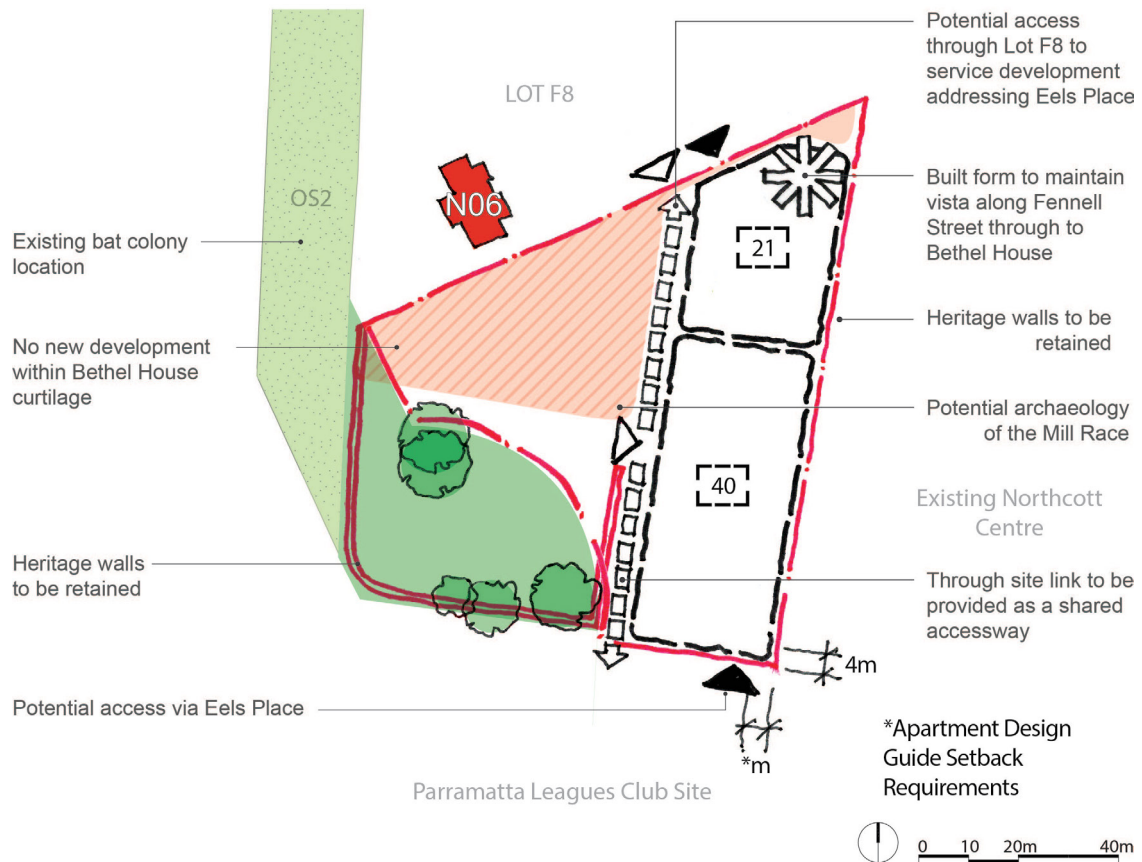 LOT F8
OS2
N06
21
40
Existing bat colony
location
No new development
within Bethel House
curtilage
Heritage walls
to be retained
Potential access via Eels Place
Potential access
through Lot F8 to
service development
addressing Eels Place
Built form to maintain
vista along Fennell
Street through to
Bethel House
Heritage walls to be
retained
Potential archaeology
of the Mill Race
Existing Northcott
Centre
Through site link to be
provided as a shared
accessway
4m
*m
*Apartment Design
Guide Setback
Requirements
Parramatta Leagues Club Site
0 10 20m 40m